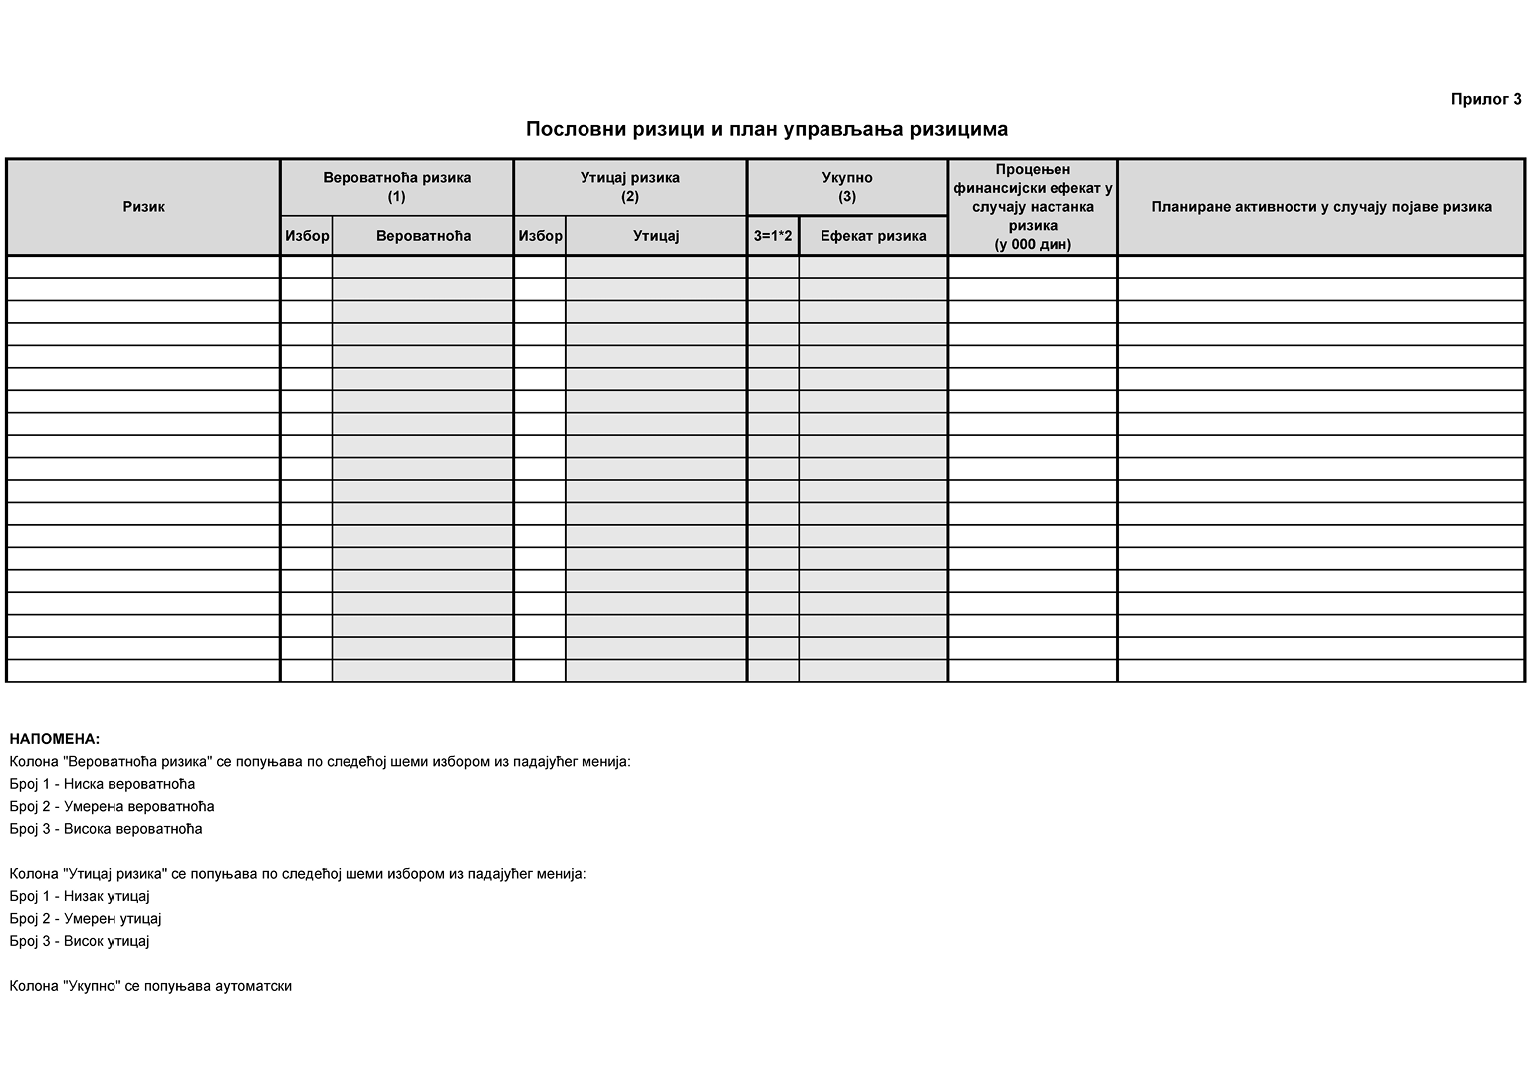 Прилог 3
Пословни ризици и план управљања ризицима
Ризик
Вероватноћа ризика
(1)
Утицај ризика
(2)
Укупно
(3)
Процењен
финансијски ефекат у
случају настанка
ризика
(у 000 дин)
Планиране активности у случају појаве ризика
Избор
Вероватноћа
Избор
Утицај
3=1*2
Ефекат ризика
НАПОМЕНА:
Колона "Вероватноћа ризика" се попуњава по следећој шеми избором из падајућег менија:
Број 1 - Ниска вероватноћа
Број 2 - Умерена вероватноћа
Број 3 - Висока вероватноћа
Колона "Утицај ризика" се попуњава по следећој шеми избором из падајућег менија:
Број 1 - Низак утицај
Број 2 - Умерен утицај
Број 3 - Висок утицај
Колона "Укупно" се попуњава аутоматски